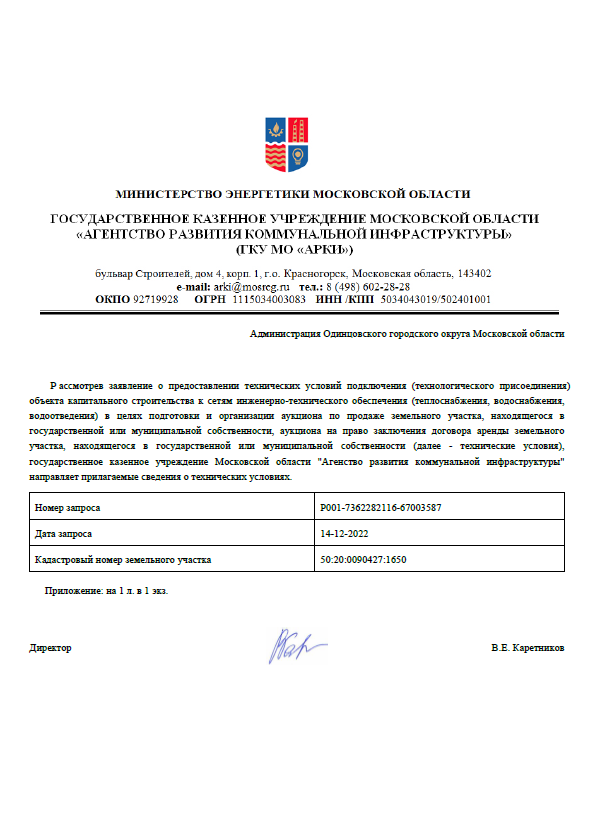 МИНИСТЕРСТВО ЭНЕРГЕТИКИ МОСКОВСКОЙ ОБЛАСТИ
ГОСУДАРСТВЕННОЕ КАЗЕННОЕ УЧРЕЖДЕНИЕ МОСКОВСКОЙ ОБЛАСТИ
«АГЕНТСТВО РАЗВИТИЯ КОММУНАЛЬНОЙ ИНФРАСТРУКТУРЫ»
(ГКУ МО «АРКИ»)
бульвар Строителей, дом 4, корп. 1, г.о. Красногорск, Московская область, 143402
e-mail: arki@mosreg.ru тел.: 8 (498) 602-28-28
ОКПО 92719928 ОГРН 1115034003083 ИНН /КПП 5034043019/502401001
Администрация Одинцовского городского округа Московской области
Рассмотрев заявление о предоставлении технических условий подключения (технологического присоединения)
объекта капитального строительства к сетям инженерно-технического обеспечения (теплоснабжения, водоснабжения,
водоотведения) в целях подготовки и организации аукциона по продаже земельного участка, находящегося в
государственной или муниципальной собственности, аукциона на право заключения договора аренды земельного
участка, находящегося в государственной или муниципальной собственности (далее - технические условия),
государственное казенное учреждение Московской области "Агенство развития коммунальной инфраструктуры"
направляет прилагаемые сведения о технических условиях.
Номер запроса P001-7362282116-67003587
Дата запроса 14-12-2022
Кадастровый номер земельного участка 50:20:0090427:1650
Приложение: на 1 л. в 1 экз.
Директор В.Е. Каретников